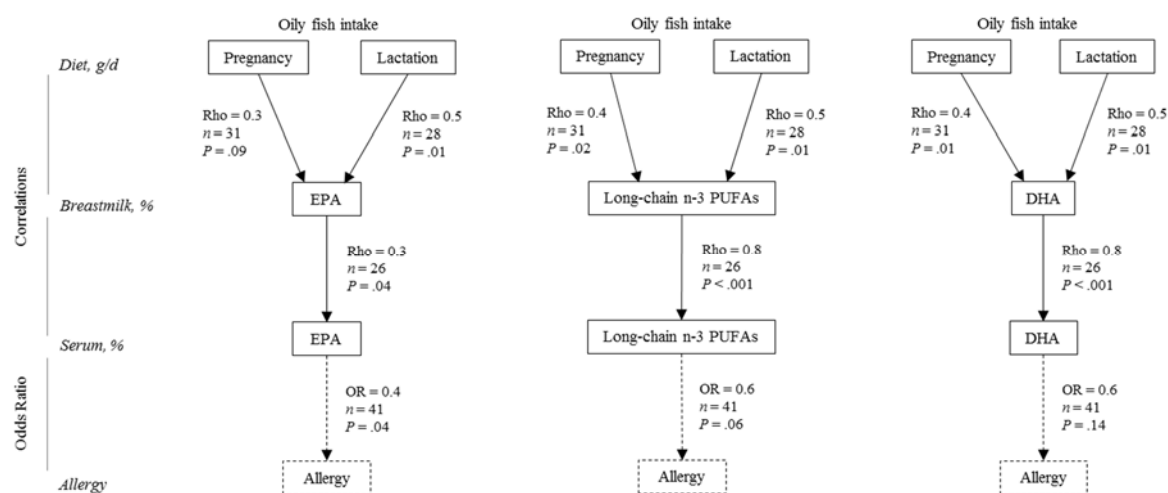 Oily fish intake
Oily fish intake
Oily fish intake
Diet, g/d
Pregnancy
Lactation
Pregnancy
Lactation
Pregnancy
Lactation
Rho = 0.3
n = 31
P = .09
Rho = 0.5
n = 28
P = .01
Rho = 0.4
n = 31
P = .02
Rho = 0.5
n = 28
P = .01
Rho = 0.4
n = 31
P = .01
Rho = 0.5
n = 28
P = .01
Correlations
Breastmilk, %
EPA
Long-chain n-3 PUFAs
DHA
Rho = 0.3
n = 26
P = .04
Rho = 0.8
n = 26
P < .001
Rho = 0.8
n = 26
P < .001
Serum, %
EPA
Long-chain n-3 PUFAs
DHA
Odds Ratio
OR = 0.4
n = 41
P = .04
OR = 0.6
n = 41
P = .06
OR = 0.6
n = 41
P = .14
Allergy
Allergy
Allergy
Allergy